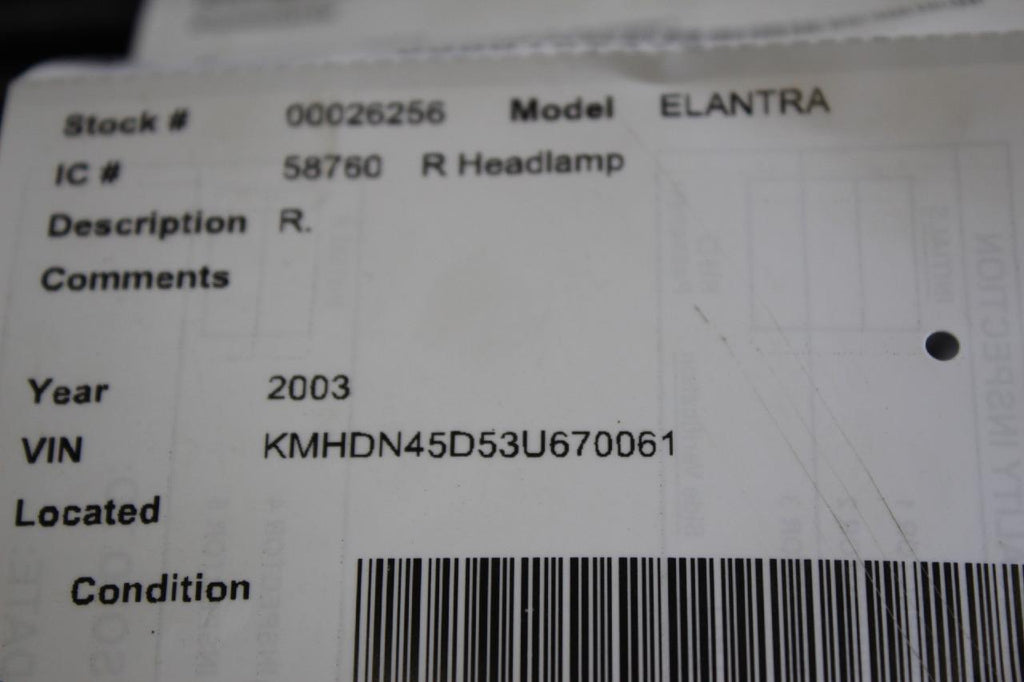 Stock # 00026256 Model ELANTRA
IC # 58760 R Headlamp
Description R.
Comments
Year 2003
VIN KMHDN45D53U670061
Located
Condition